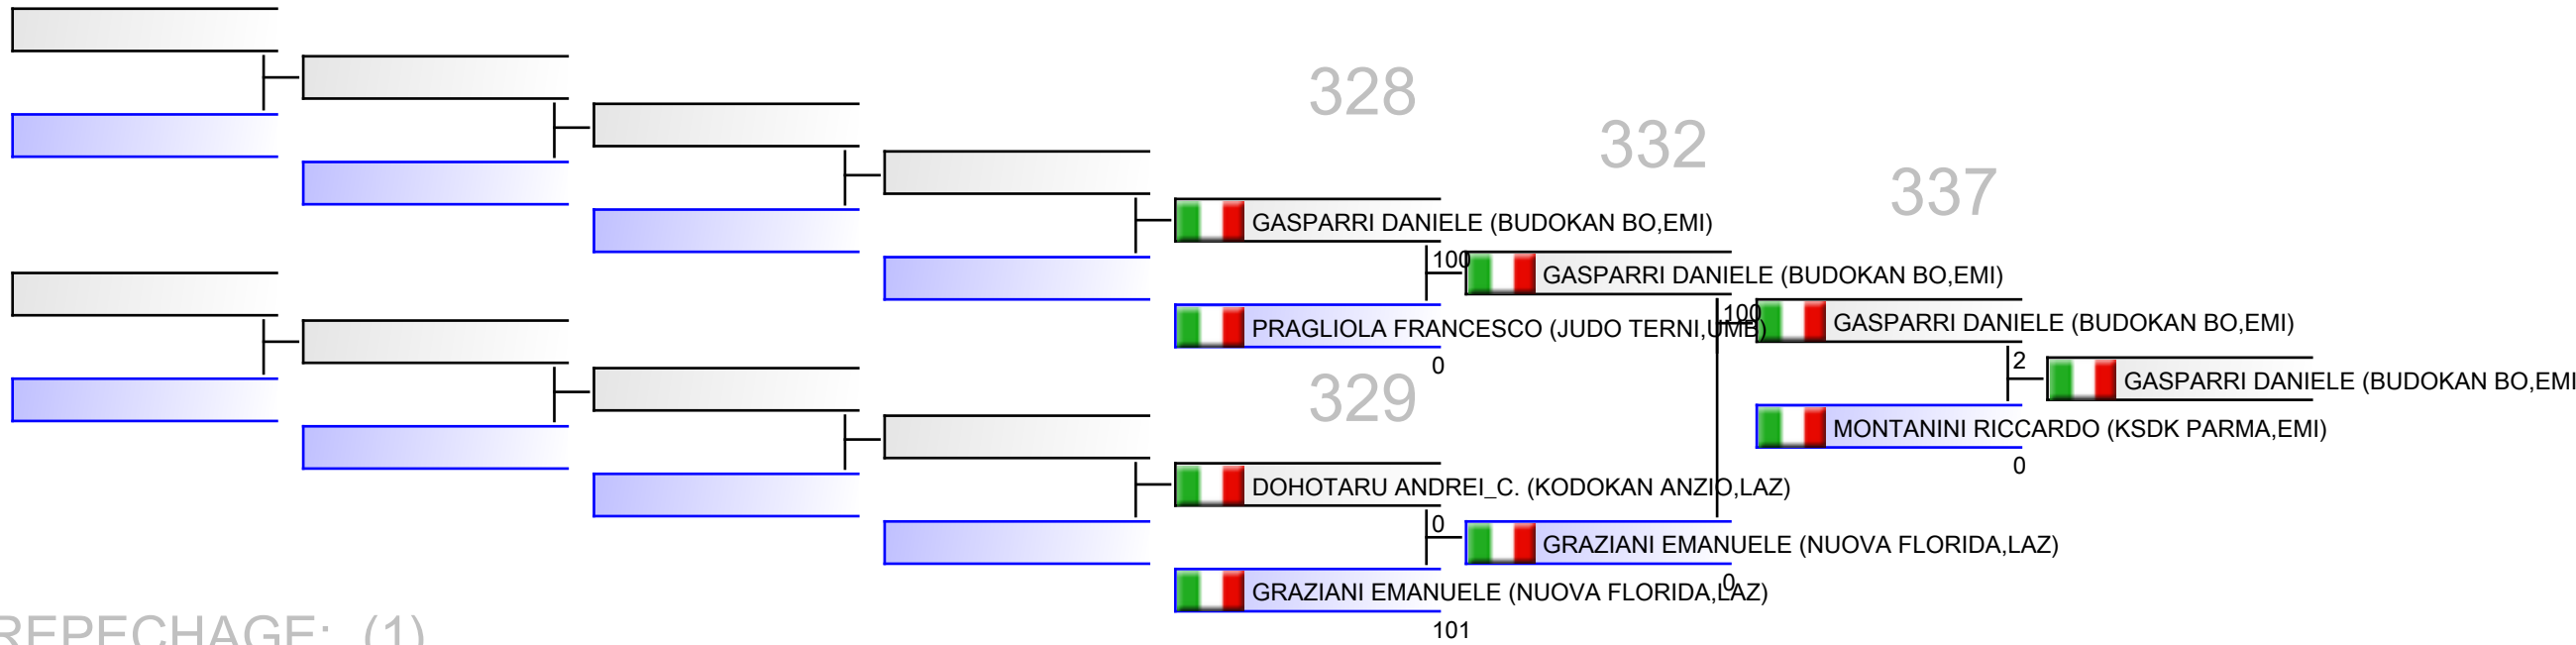 328
332
337
GASPARRI DANIELE (BUDOKAN BO,EMI)
100
GASPARRI DANIELE (BUDOKAN BO,EMI)
100
GASPARRI DANIELE (BUDOKAN BO,EMI)
PRAGLIOLA FRANCESCO (JUDO TERNI,UMB)
0
2
GASPARRI DANIELE (BUDOKAN BO,EMI
329
MONTANINI RICCARDO (KSDK PARMA,EMI)
0
DOHOTARU ANDREI_C. (KODOKAN ANZIO,LAZ)
0
GRAZIANI EMANUELE (NUOVA FLORIDA,LAZ)
0
GRAZIANI EMANUELE (NUOVA FLORIDA,LAZ)
101
REPECHAGE: (1)